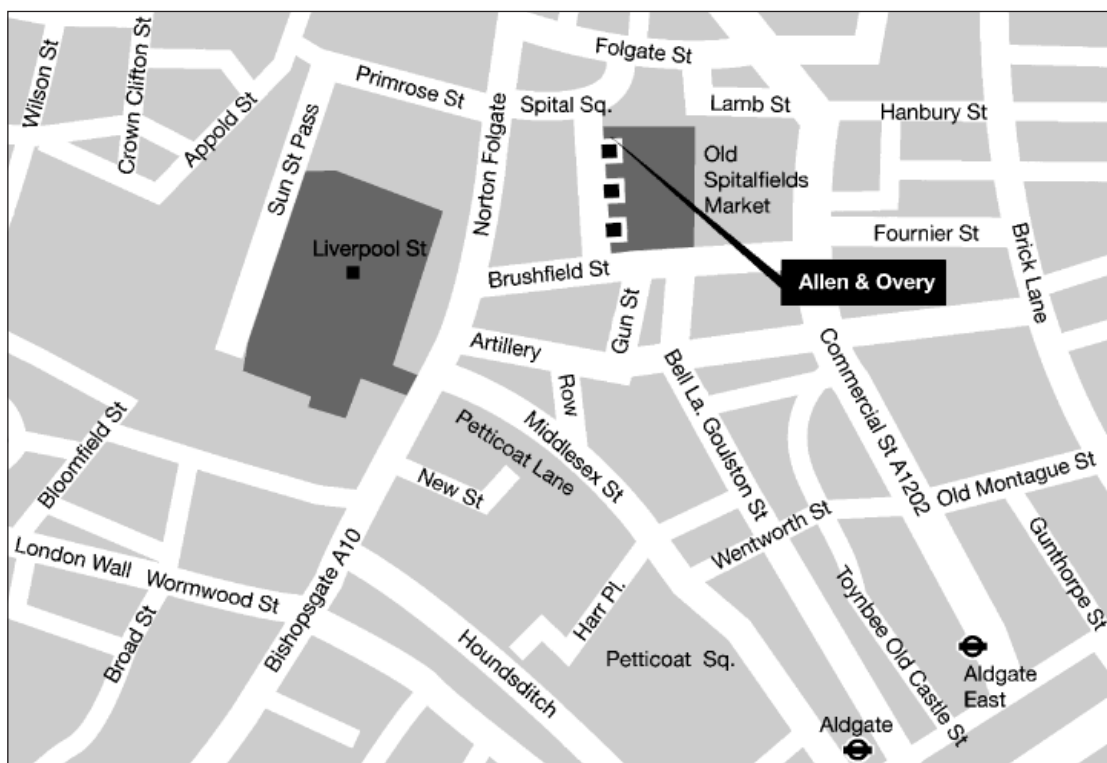 Wilson St
Crown Clifton St
Appold St
Sun St Pass
Primrose St
Norton Folgate
Folgate St
Spital Sq.
Lamb St
Hanbury St
Old
Spitalfields
Market
Liverpool St
Brushfield St
Fournier St
Brick Lane
Allen & Overy
Gun St
Artillery
Row
Bell La. Goulston St
Commercial St A1202
Middlesex St
Petticoat Lane
New St
Bloomfield St
Old Montague St
Wentworth St
Gunthorpe St
London Wall Wormwood St
Bishopsgate A10
Broad St
Houndsditch
Harr Pl.
Petticoat Sq.
Toynbee Old Castle St
Aldgate
East
Aldgate